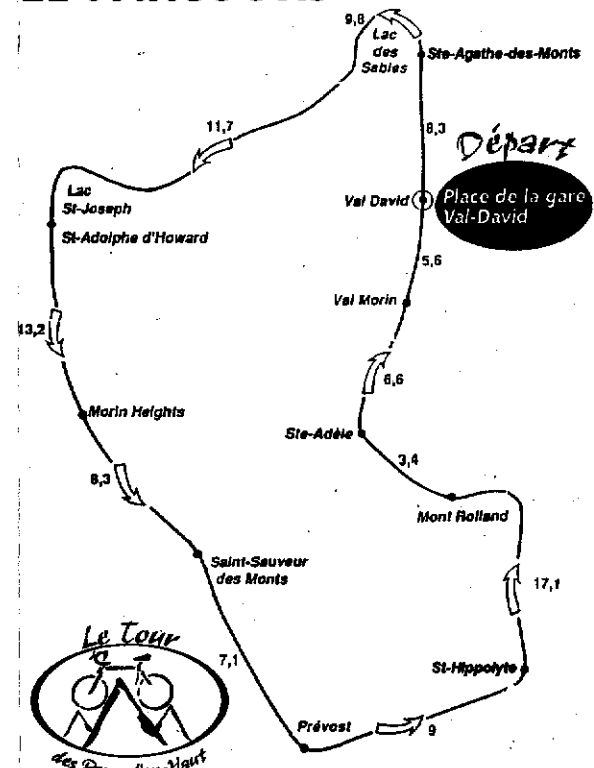 9,8
Lac
des
Sables
Ste-Agathe-des-Monts
11,7
8,3
Départ
Lac
St-Joseph
Val David
Place de la gare
Val-David
St-Adolphe d'Howard
5,6
Val Morin
13,2
6,6
Morin Heights
Ste-Adèle
3,4
8,3
Mont Rolland
Saint-Sauveur
des Monts
17,1
Le Tour
7,1
St-Hippolyte
Prévost
9
des